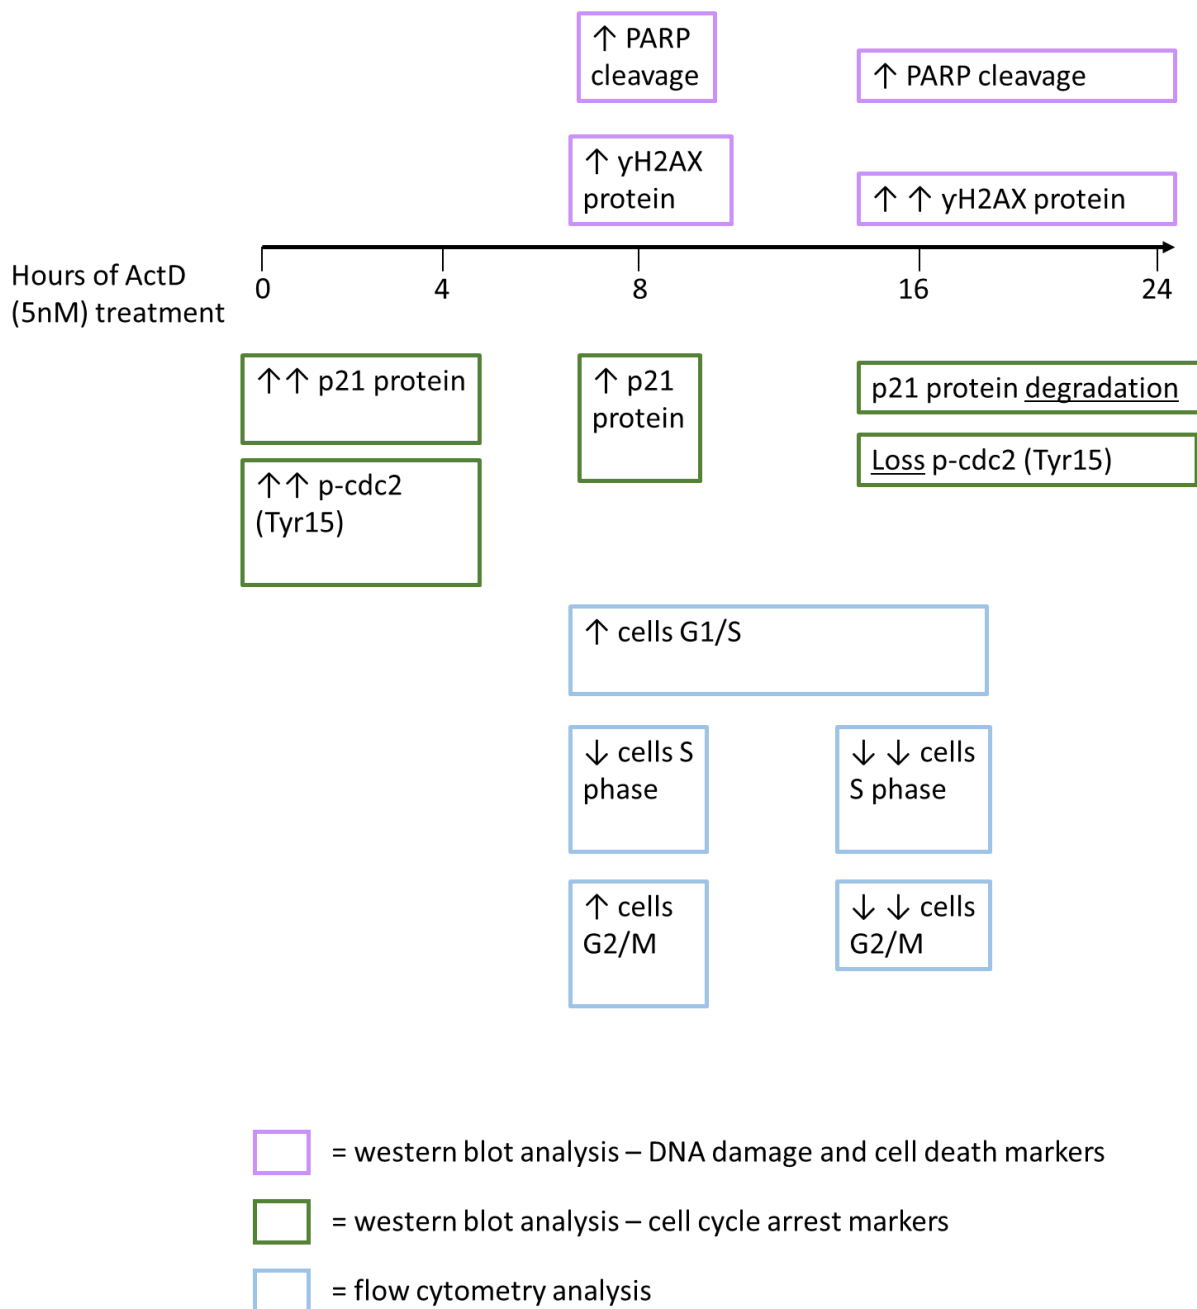 ↑ PARP
cleavage
↑ PARP cleavage
↑ yH2AX
protein
↑ ↑ yH2AX protein
Hours of ActD
(5nM) treatment
0 4 8 16 24
↑↑ p21 protein
↑ p21
protein
p21 protein degradation
↑↑ p-cdc2
(Tyr15)
Loss p-cdc2 (Tyr15)
↑ cells G1/S
↓ cells S
phase
↓ ↓ cells
S phase
↑ cells
G2/M
↓ ↓ cells
G2/M
= western blot analysis – DNA damage and cell death markers
= western blot analysis – cell cycle arrest markers
= flow cytometry analysis